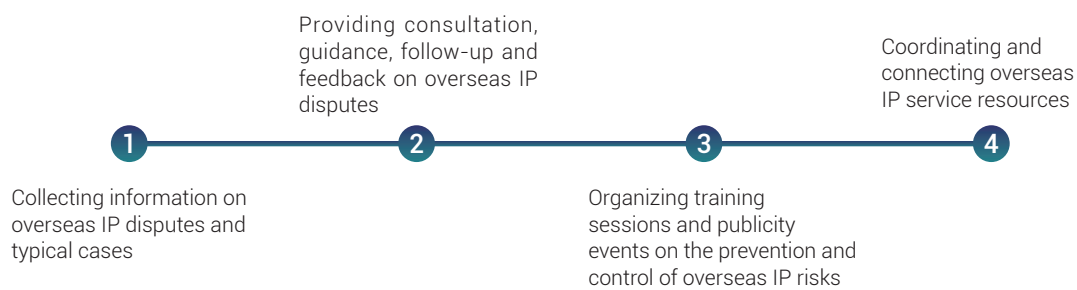 Providing consultation,
guidance, follow-up and
feedback on overseas IP
disputes
Coordinating and
connecting overseas
IP service resources
1
2
3
4
Collecting information on
overseas IP disputes and
typical cases
Organizing training
sessions and publicity
events on the prevention and
control of overseas IP risks